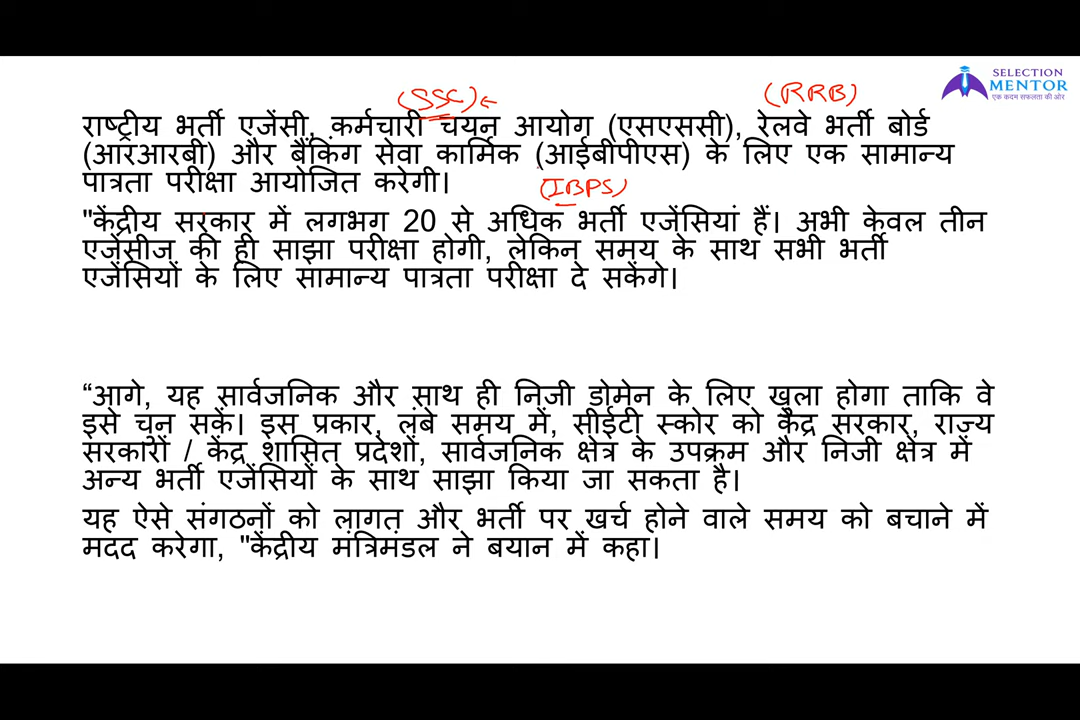 SELECTION
MENTOR
एक कदम सफलता की ओर
(SSC)
(RRB)
राष्ट्रीय भर्ती एजेंसी, कर्मचारी चयन आयोग (एसएससी), रेलवे भर्ती बोर्ड
(आरआरबी) और बैंकिंग सेवा कार्मिक (आईबीपीएस) के लिए एक सामान्य
पात्रता परीक्षा आयोजित करेगी।
(IBPS)
"केंद्रीय सरकार में लगभग 20 से अधिक भर्ती एजेंसियां हैं। अभी केवल तीन
एजेंसीज की ही साझा परीक्षा होगी, लेकिन समय के साथ सभी भर्ती
एजेंसियों के लिए सामान्य पात्रता परीक्षा दे सकेंगे।
“आगे, यह सार्वजनिक और साथ ही निजी डोमेन के लिए खुला होगा ताकि वे
इसे चुन सकें। इस प्रकार, लंबे समय में, सीईटी स्कोर को केंद्र सरकार, राज्य
सरकारों / केंद्र शासित प्रदेशों, सार्वजनिक क्षेत्र के उपक्रम और निजी क्षेत्र में
अन्य भर्ती एजेंसियों के साथ साझा किया जा सकता है।
यह ऐसे संगठनों को लागत और भर्ती पर खर्च होने वाले समय को बचाने में
मदद करेगा, "केंद्रीय मंत्रिमंडल ने बयान में कहा।